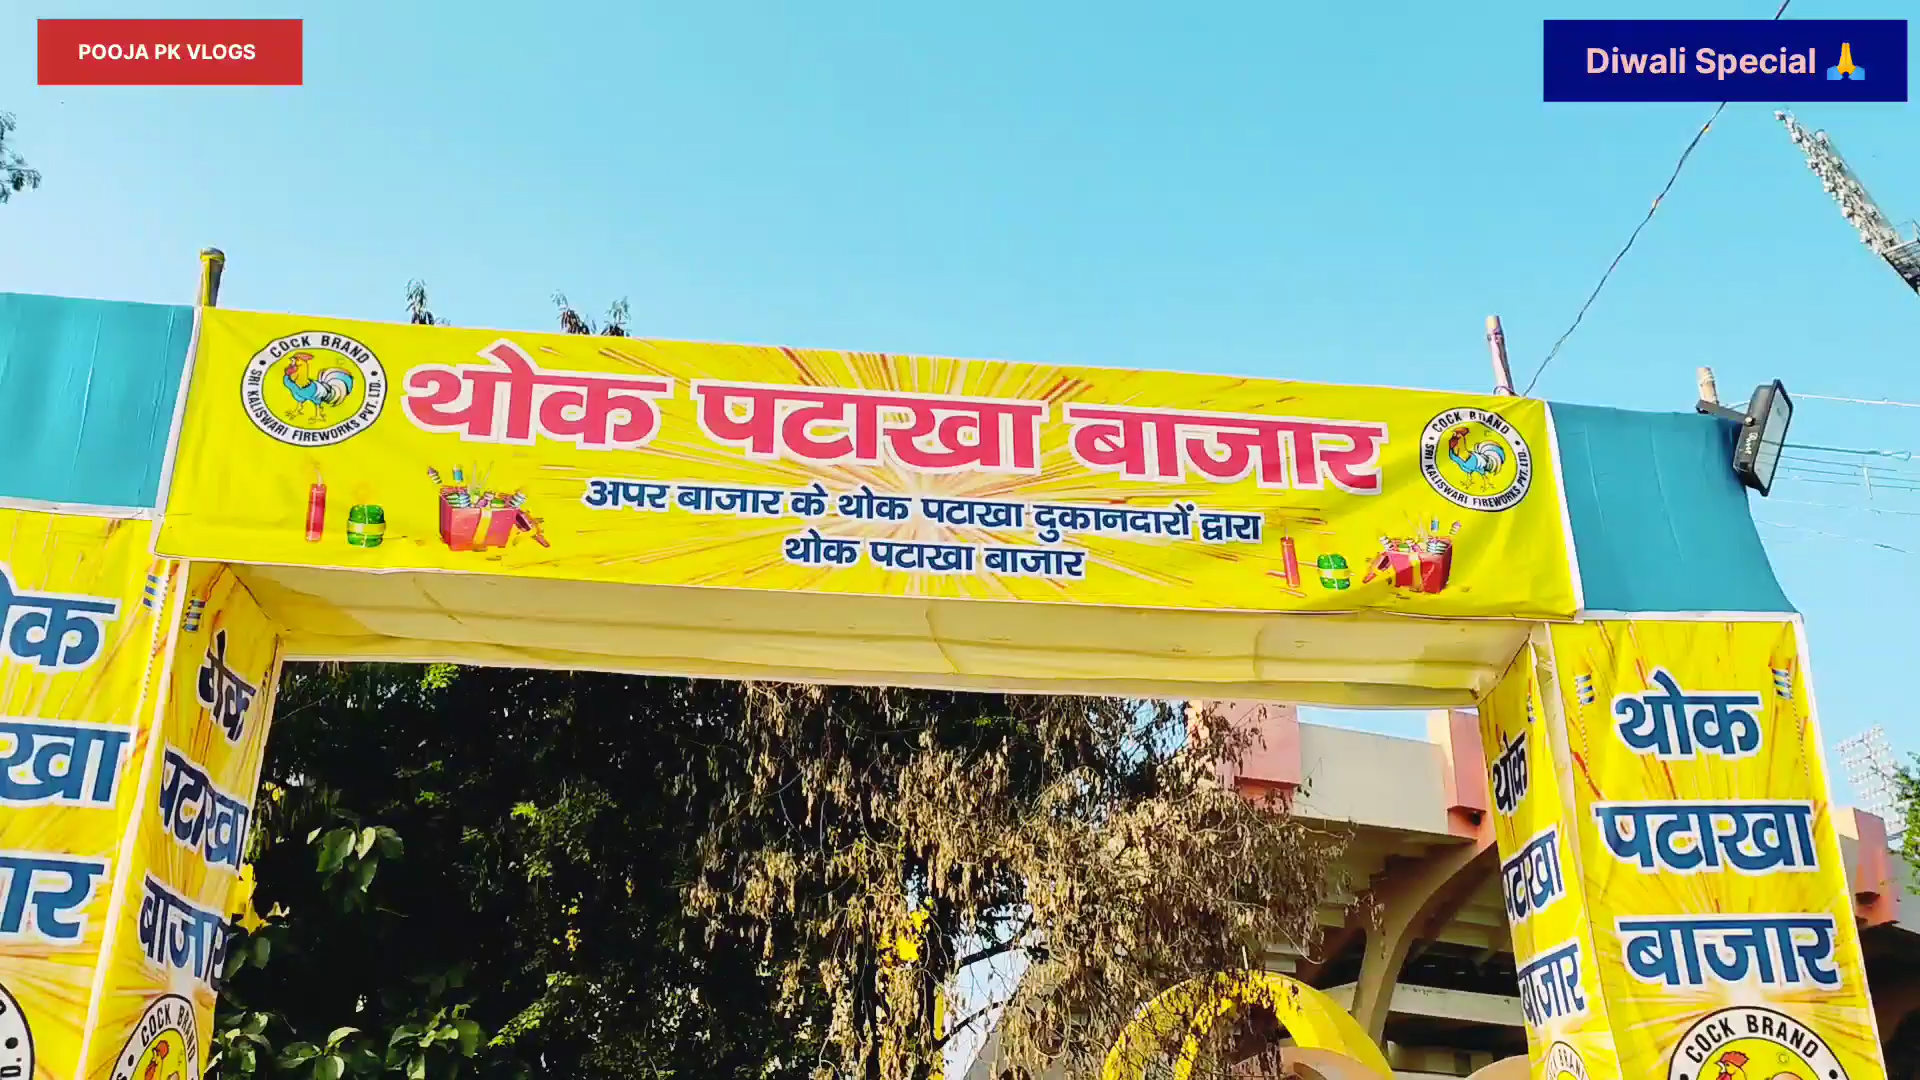 POOJA PK VLOGS
Diwali Special 🙏
COCK BRAND
SRI KALISWARI FIREWORKS PVT. LTD.
थोक पटाखा बाजार
COCK BRAND
SRI KALISWARI FIREWORKS PVT. LTD.
अपर बाजार के थोक पटाखा दुकानदारों द्वारा
थोक पटाखा बाजार
थोक
पटाखा
बाजार
थोक
पटाखा
बाजार
थोक
पटाखा
बाजार
COCK BRAND
COCK BRAND